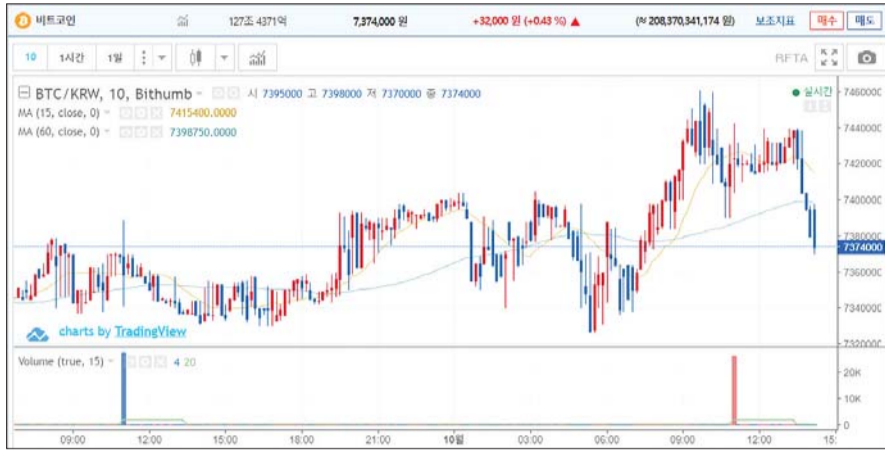 비트코인 127조 4371억 7,374,000 원 +32,000 원 (+0.43 %) ▲ (≈ 208,370,341,174 원) 보조지표 매수 매도
10 1시간 1일 RFTA
BTC/KRW, 10, Bithumb 시 7395000 고 7398000 저 7370000 종 7374000 실시간
MA (15, close, 0) 7415400.0000
MA (60, close, 0) 7398750.0000
7460000
7440000
7420000
7400000
7380000
7374000
7360000
7340000
7320000
charts by TradingView
Volume (true, 15) 4 20
20K
10K
0
09:00 12:00 15:00 18:00 21:00 10월 03:00 06:00 09:00 12:00 15: